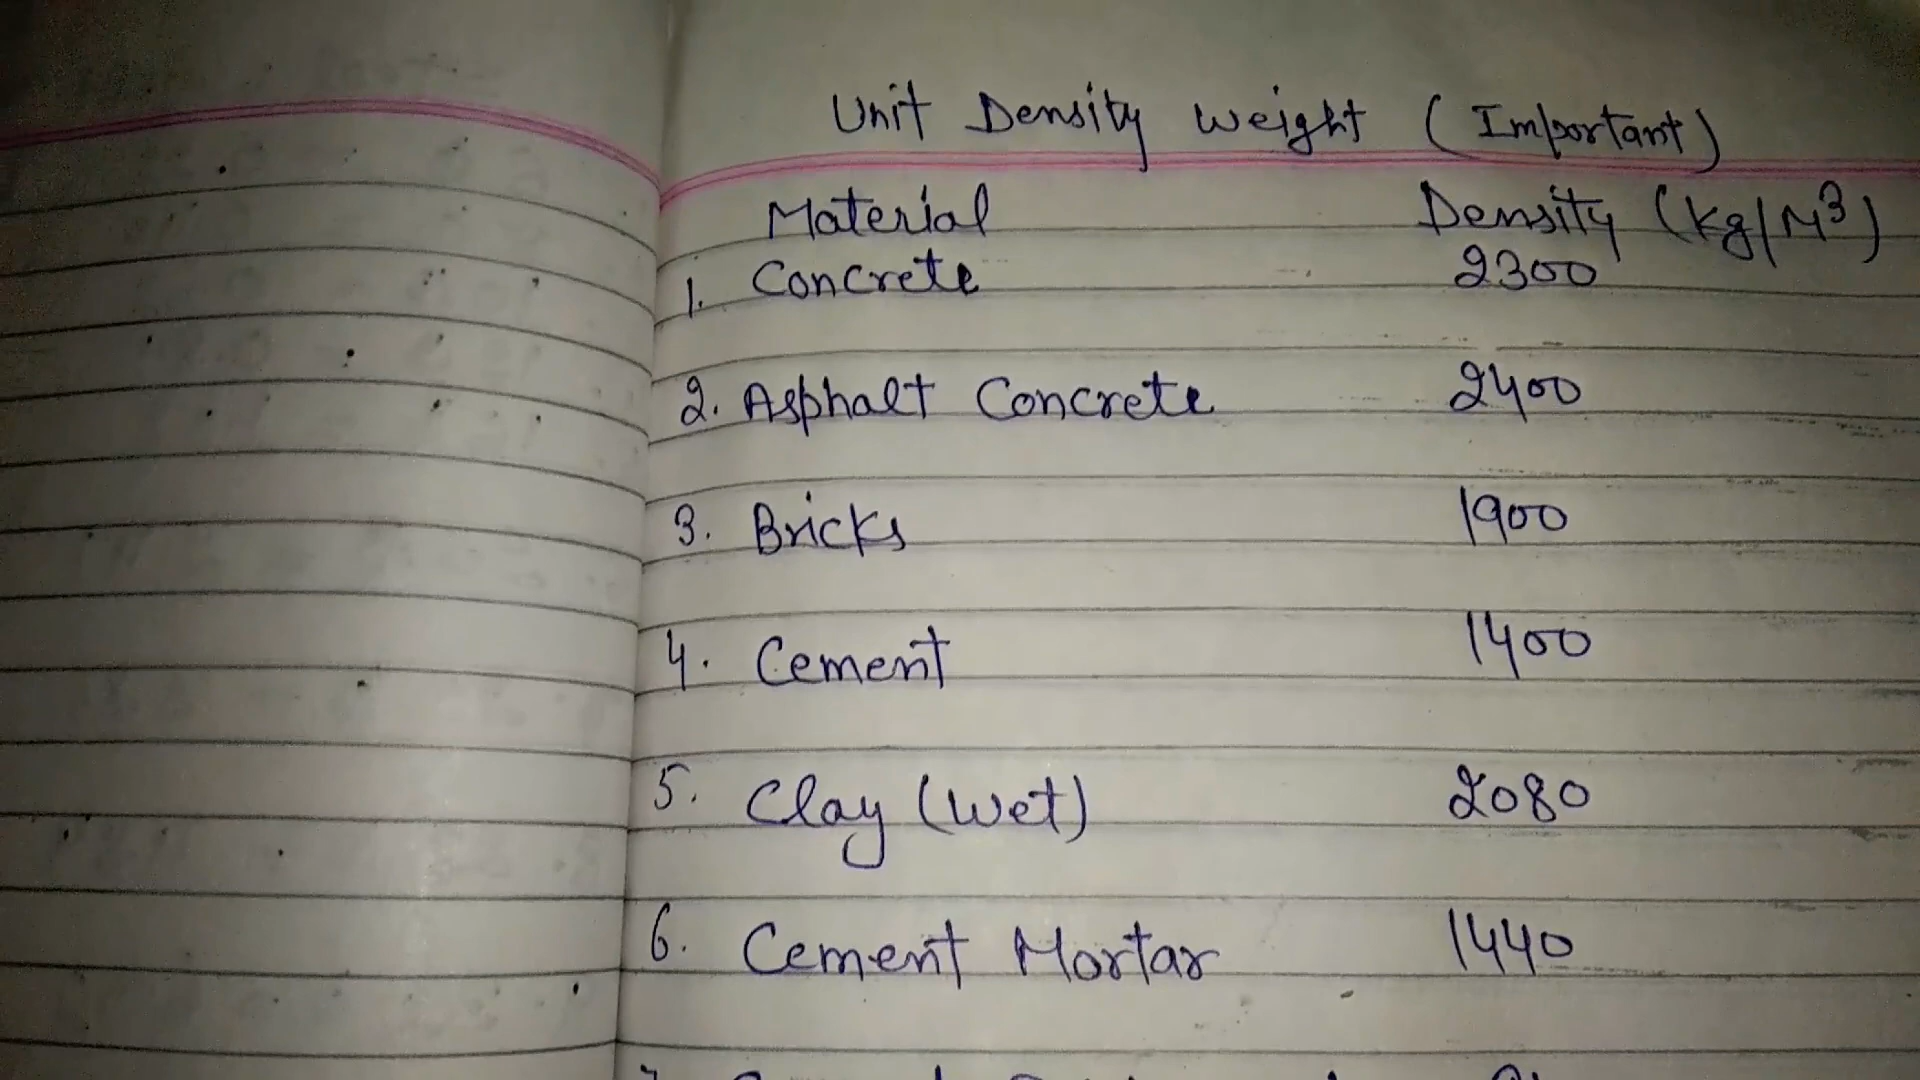 Unit Density Weight (Important)
Material Density (kg/M³)
1. Concrete 2300
2. Asphalt Concrete 2400
3. Bricks 1900
4. Cement 1400
5. Clay (Wet) 2080
6. Cement Mortar 1440